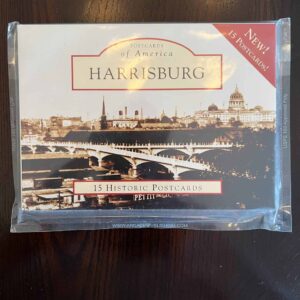 POSTCARDS
of America
HARRISBURG
New!
15 Postcards!
15 Historic Postcards